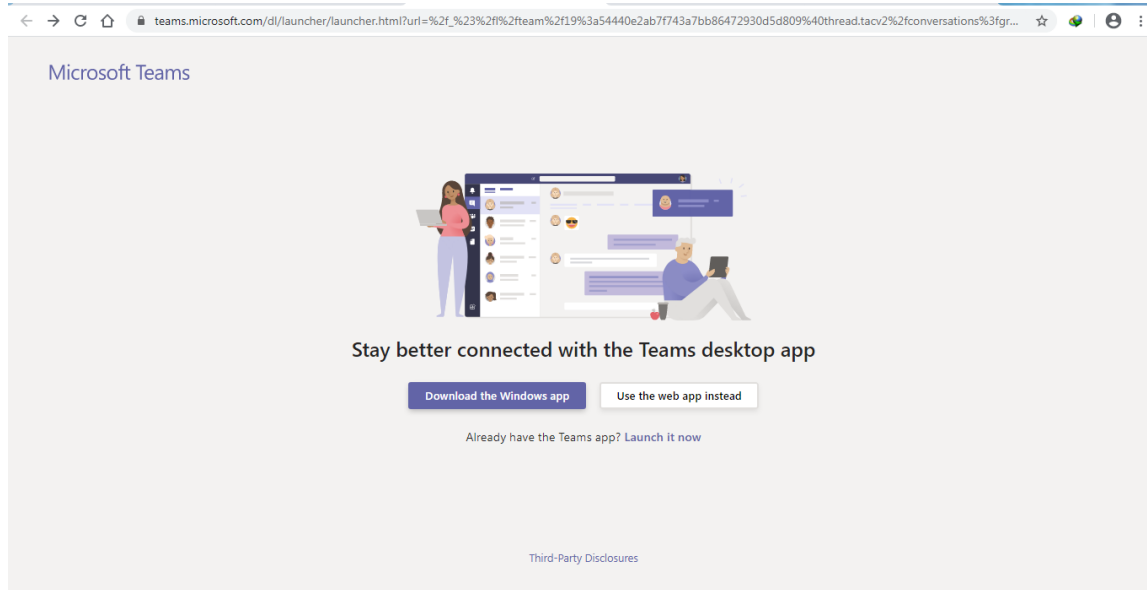 teams.microsoft.com/dl/launcher/launcher.html?url=%2f_%23%2fl%2fteam%2f19%3a54440e2ab7f743a7bb86472930d5d809%40thread.tacv2%2fconversations%3fgr...
Microsoft Teams
Stay better connected with the Teams desktop app
Download the Windows app Use the web app instead
Already have the Teams app? Launch it now
Third-Party Disclosures